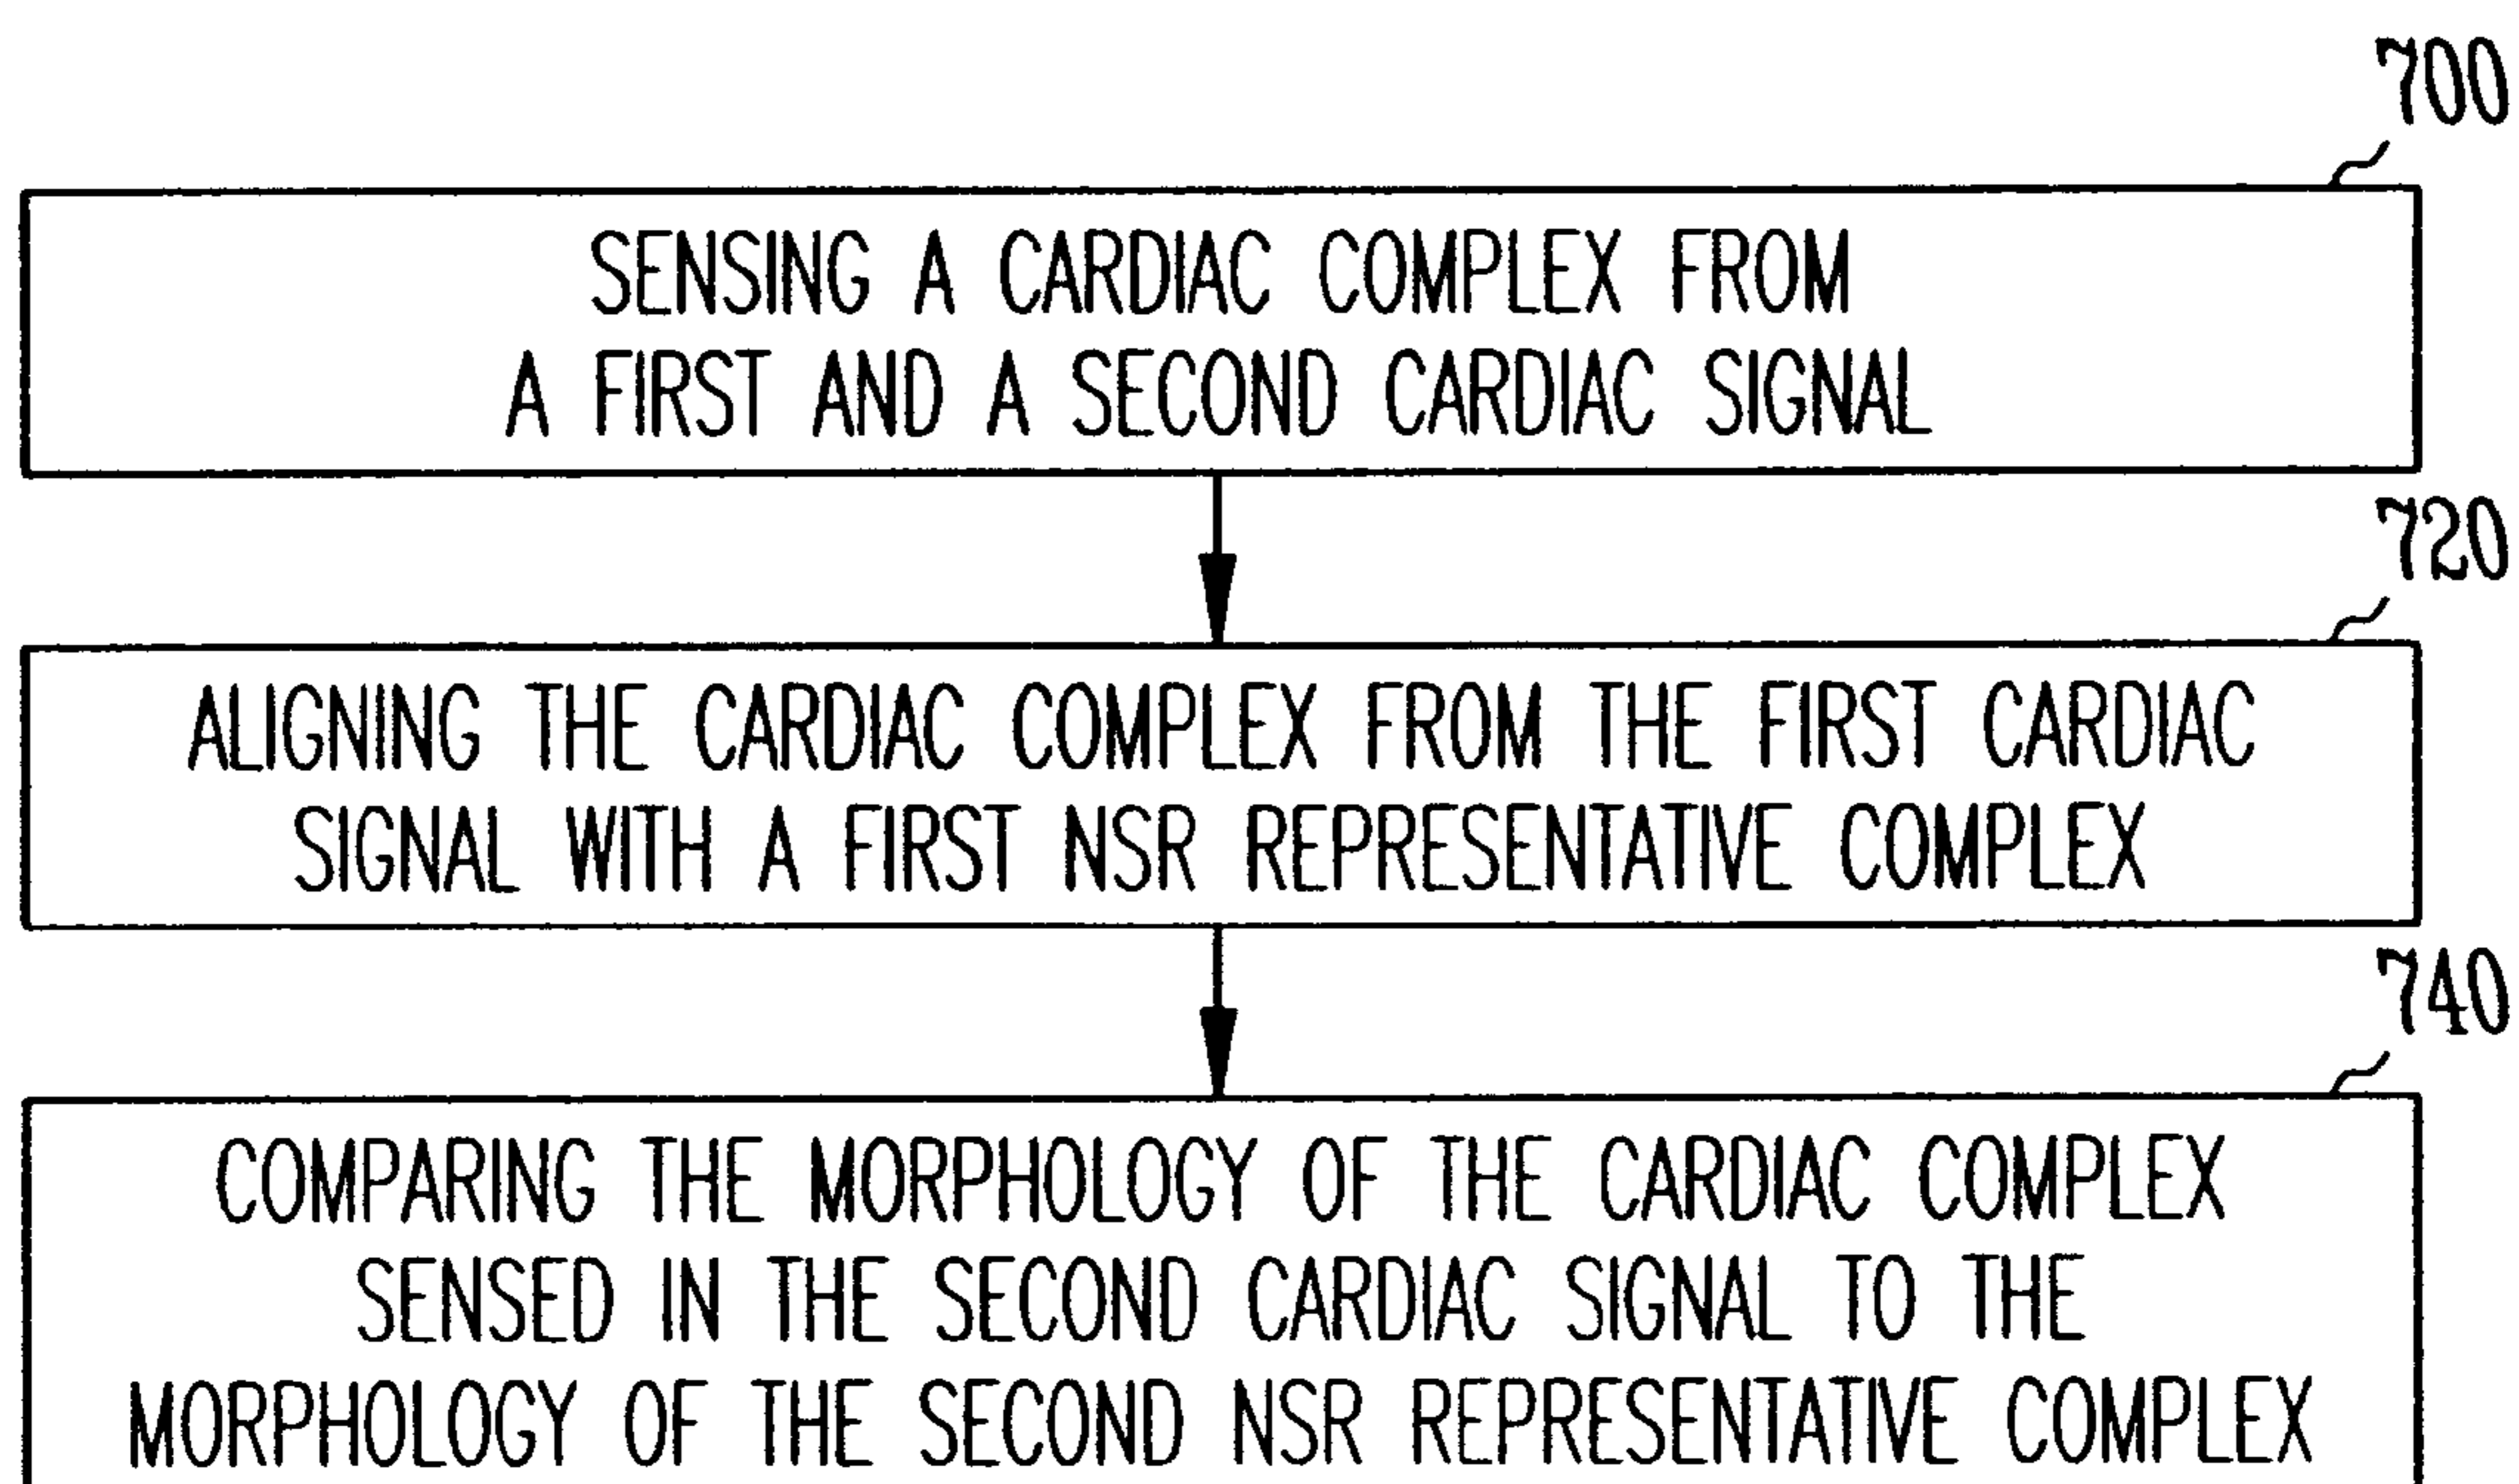 700
SENSING A CARDIAC COMPLEX FROM
A FIRST AND A SECOND CARDIAC SIGNAL
720
ALIGNING THE CARDIAC COMPLEX FROM THE FIRST CARDIAC
SIGNAL WITH A FIRST NSR REPRESENTATIVE COMPLEX
740
COMPARING THE MORPHOLOGY OF THE CARDIAC COMPLEX
SENSED IN THE SECOND CARDIAC SIGNAL TO THE
MORPHOLOGY OF THE SECOND NSR REPRESENTATIVE COMPLEX